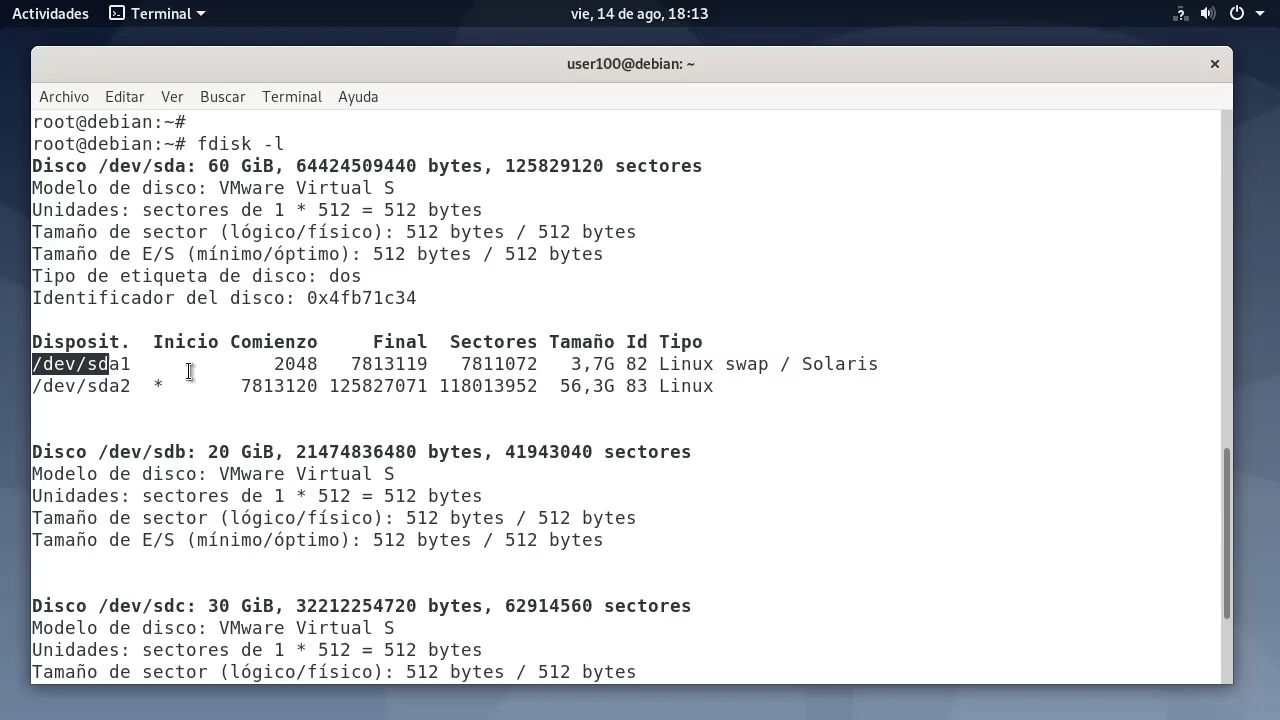 Actividades Terminal vie, 14 de ago, 18:13 ?
user100@debian: ~ ×
Archivo Editar Ver Buscar Terminal Ayuda
root@debian:~#
root@debian:~# fdisk -l
Disco /dev/sda: 60 GiB, 64424509440 bytes, 125829120 sectores
Modelo de disco: VMware Virtual S
Unidades: sectores de 1 * 512 = 512 bytes
Tamaño de sector (lógico/físico): 512 bytes / 512 bytes
Tamaño de E/S (mínimo/óptimo): 512 bytes / 512 bytes
Tipo de etiqueta de disco: dos
Identificador del disco: 0x4fb71c34
Disposit. Inicio Comienzo Final Sectores Tamaño Id Tipo
/dev/sda1 2048 7813119 7811072 3,7G 82 Linux swap / Solaris
/dev/sda2 * 7813120 125827071 118013952 56,3G 83 Linux
Disco /dev/sdb: 20 GiB, 21474836480 bytes, 41943040 sectores
Modelo de disco: VMware Virtual S
Unidades: sectores de 1 * 512 = 512 bytes
Tamaño de sector (lógico/físico): 512 bytes / 512 bytes
Tamaño de E/S (mínimo/óptimo): 512 bytes / 512 bytes
Disco /dev/sdc: 30 GiB, 32212254720 bytes, 62914560 sectores
Modelo de disco: VMware Virtual S
Unidades: sectores de 1 * 512 = 512 bytes
Tamaño de sector (lógico/físico): 512 bytes / 512 bytes